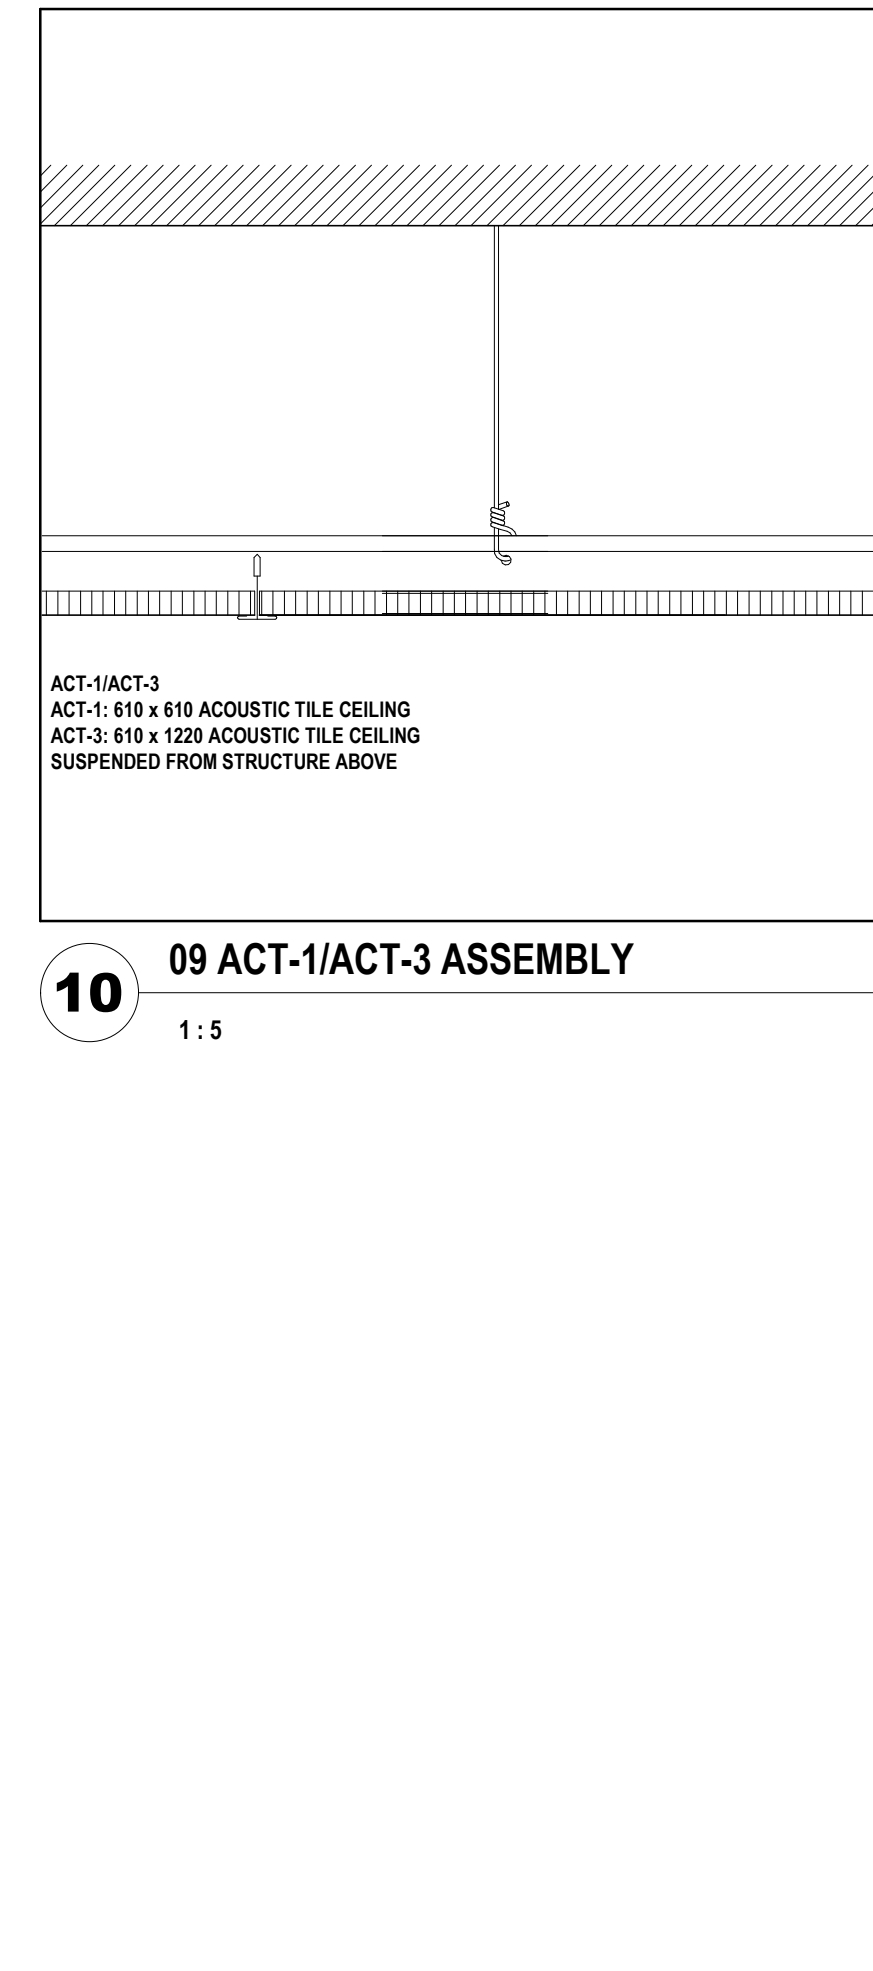 ACT-1/ACT-3
ACT-1: 610 x 610 ACOUSTIC TILE CEILING
ACT-3: 610 x 1220 ACOUSTIC TILE CEILING
SUSPENDED FROM STRUCTURE ABOVE
10
09 ACT-1/ACT-3 ASSEMBLY
1 : 5